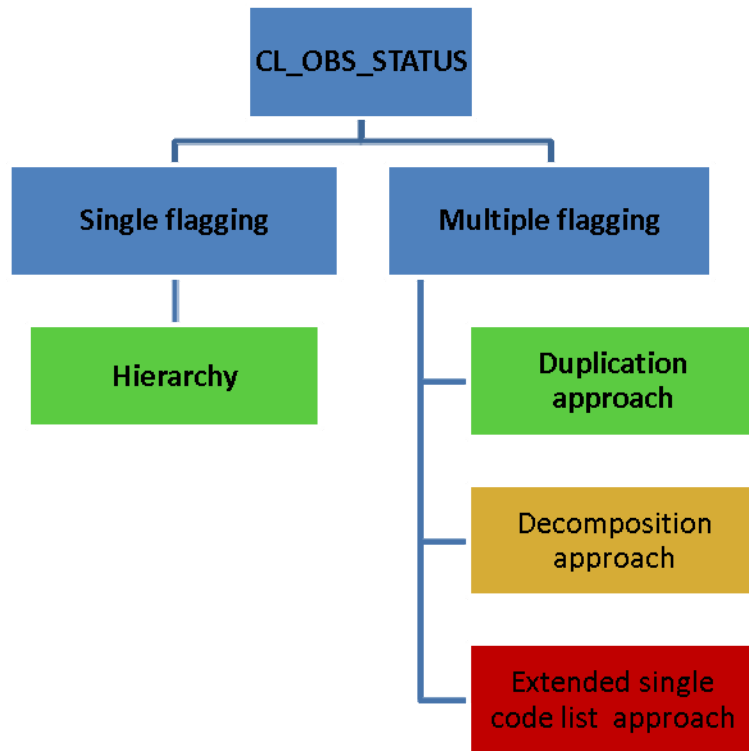 CL_OBS_STATUS
Single flagging
Multiple flagging
Hierarchy
Duplication
approach
Decomposition
approach
Extended single
code list approach